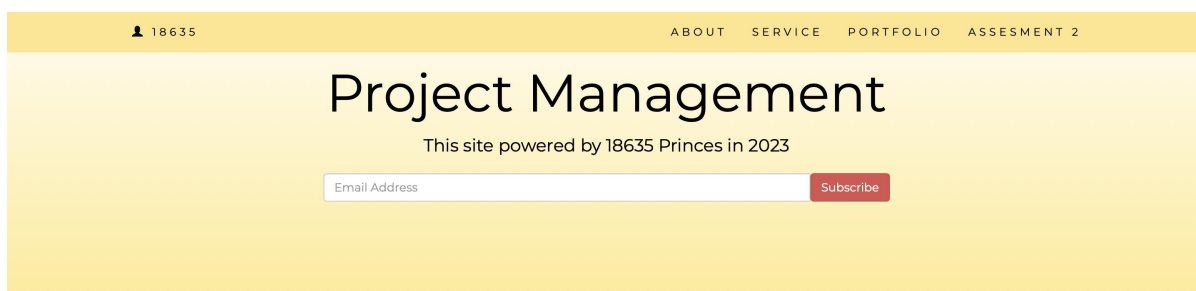 18635 ABOUT SERVICE PORTFOLIO ASSESMENT 2
Project Management
This site powered by 18635 Princes in 2023
Email Address Subscribe